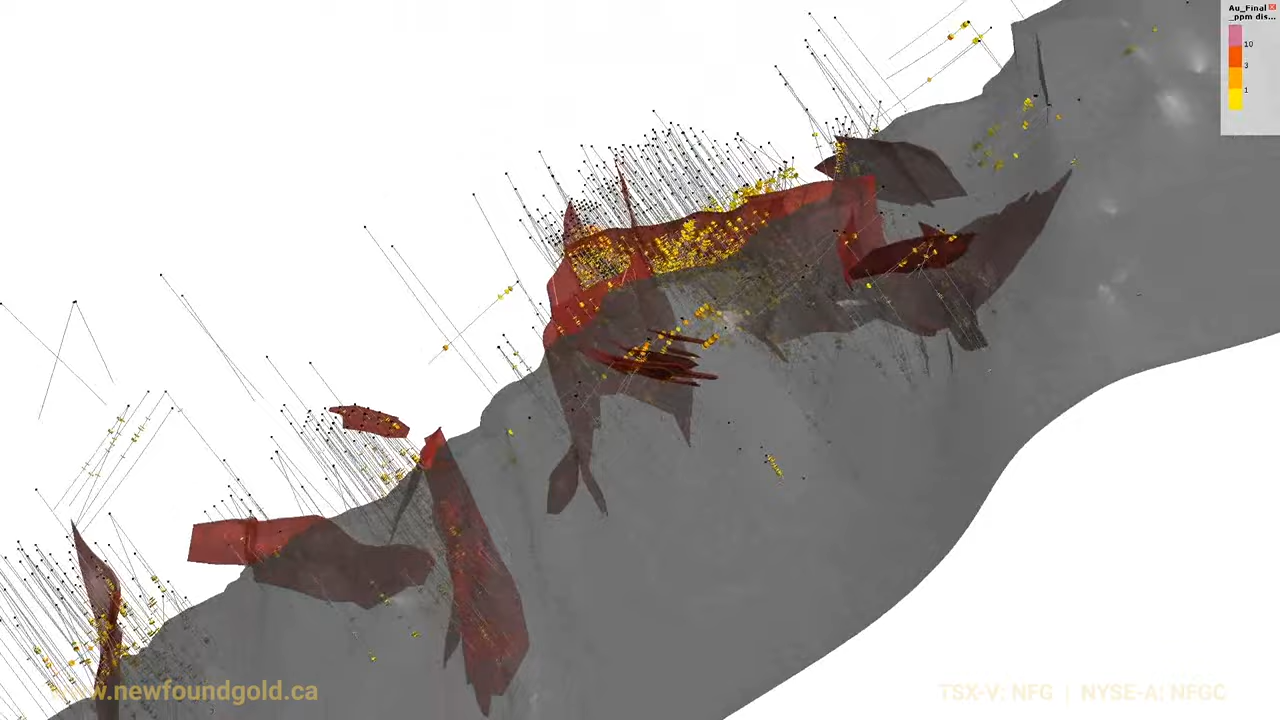 Au_Final
_ppm dis...
10
3
1
www.newfoundgold.ca
TSX-V: NFG | NYSE-A: NFGC